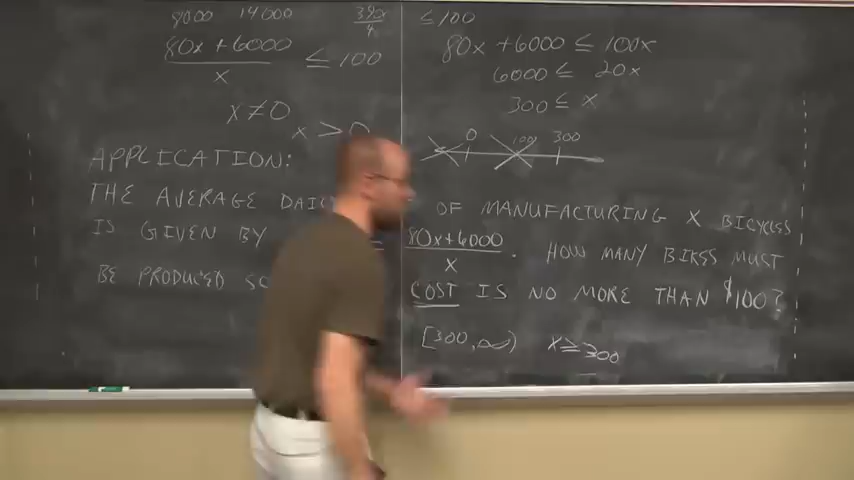 8000 14000
80x + 6000 / x ≤ 100
x ≠ 0
x > 0
≤ 100
80x + 6000 ≤ 100x
6000 ≤ 20x
300 ≤ x
0 100 300
APPLICATION:
THE AVERAGE OF MANUFACTURING X BICYCLES
IS GIVEN BY 80x+6000 / x . HOW MANY BIKES MUST
BE PRODUCED COST IS NO MORE THAN $100?
[300, ∞) x ≥ 300